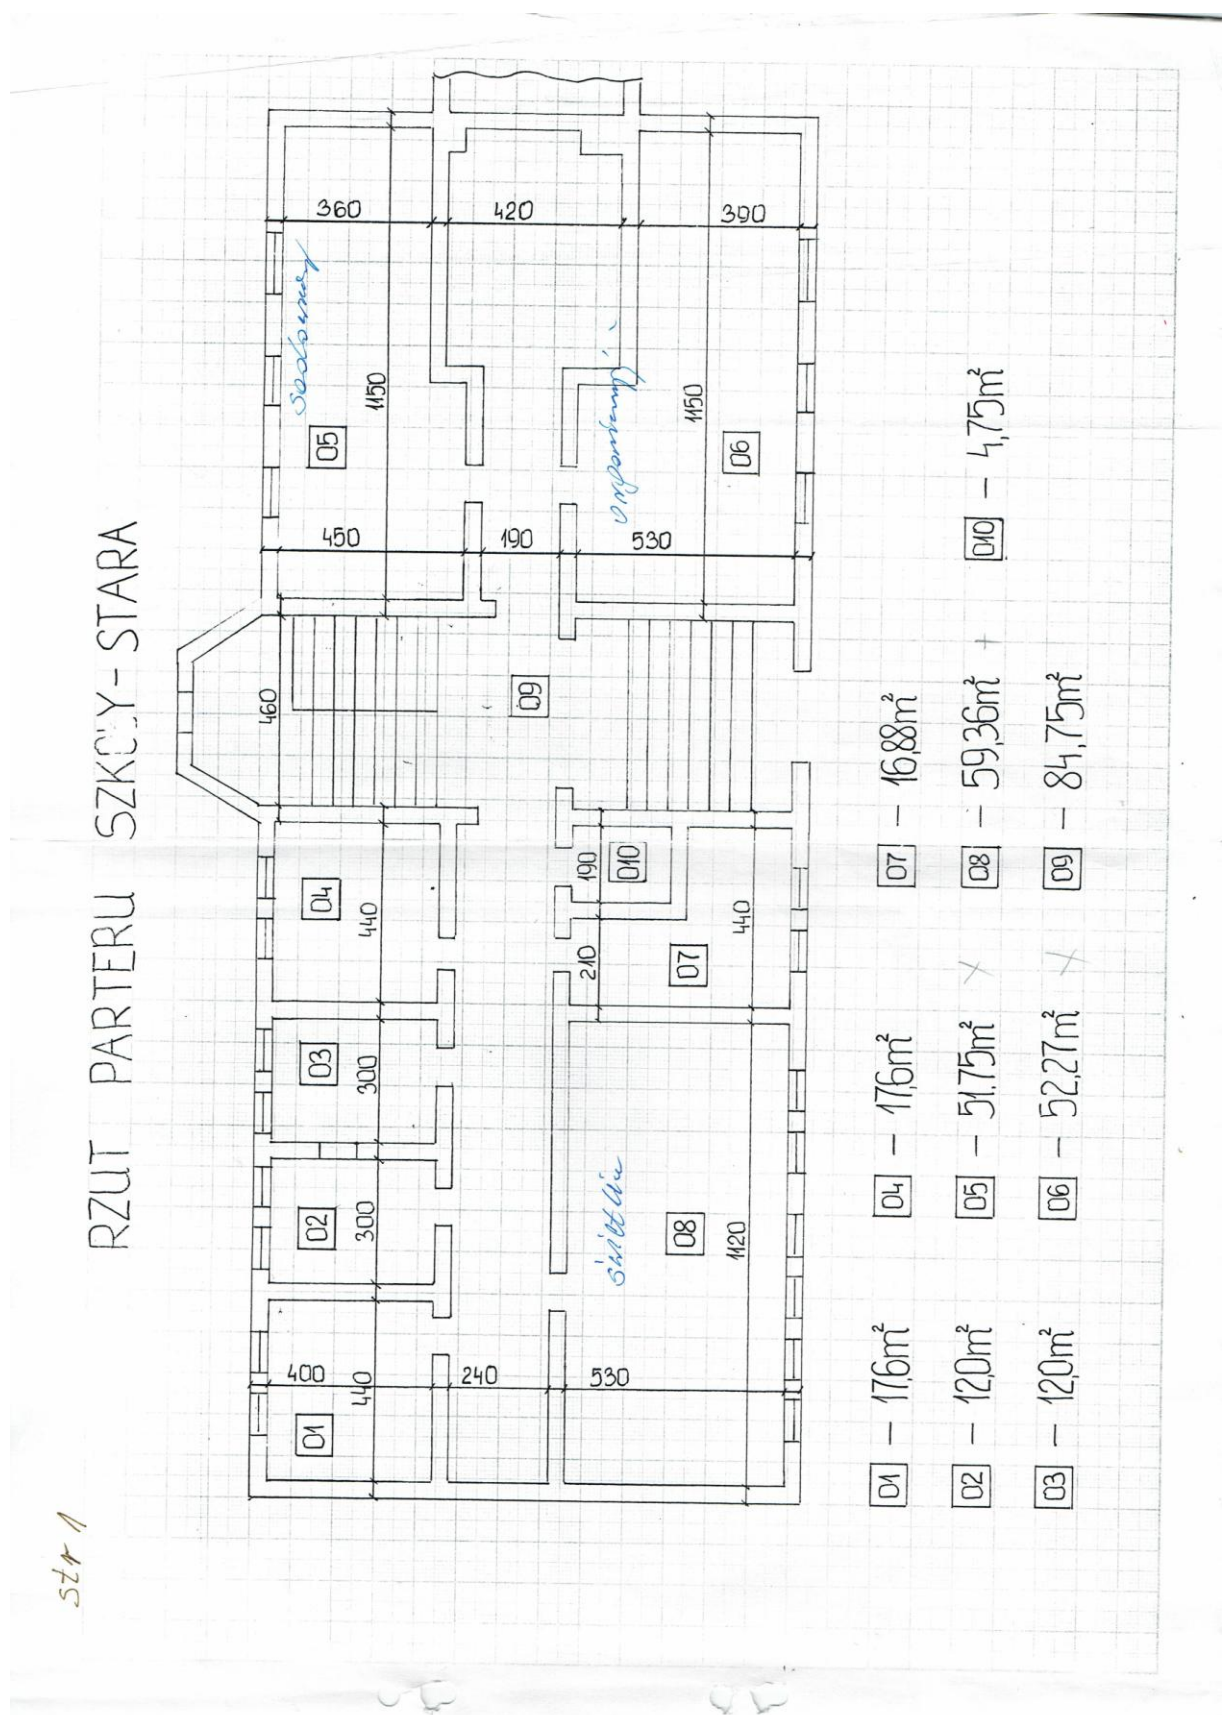 str 1
RZUT PARTERU SZKOŁY - STARA
460
01
400
440
240
02
300
03
300
04
440
05
450
1150
360
190
420
09
08
530
1120
świetlica
07
210
010
190
440
06
530
1150
390
01 – 17,6m²
04 – 17,6m²
07 – 16,88m²
02 – 12,0m²
05 – 51,75m² x
08 – 59,36m² +
010 – 4,75m²
03 – 12,0m²
06 – 52,27m² x
09 – 84,75m²